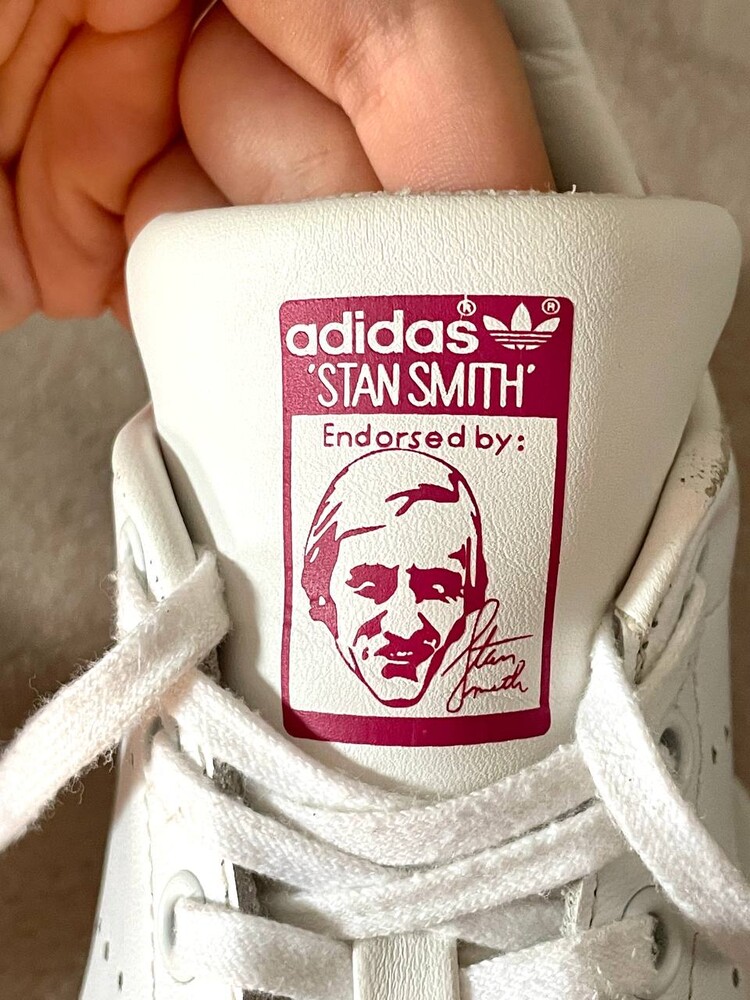 adidas® ®
'STAN SMITH'
Endorsed by:
Stan
Smith